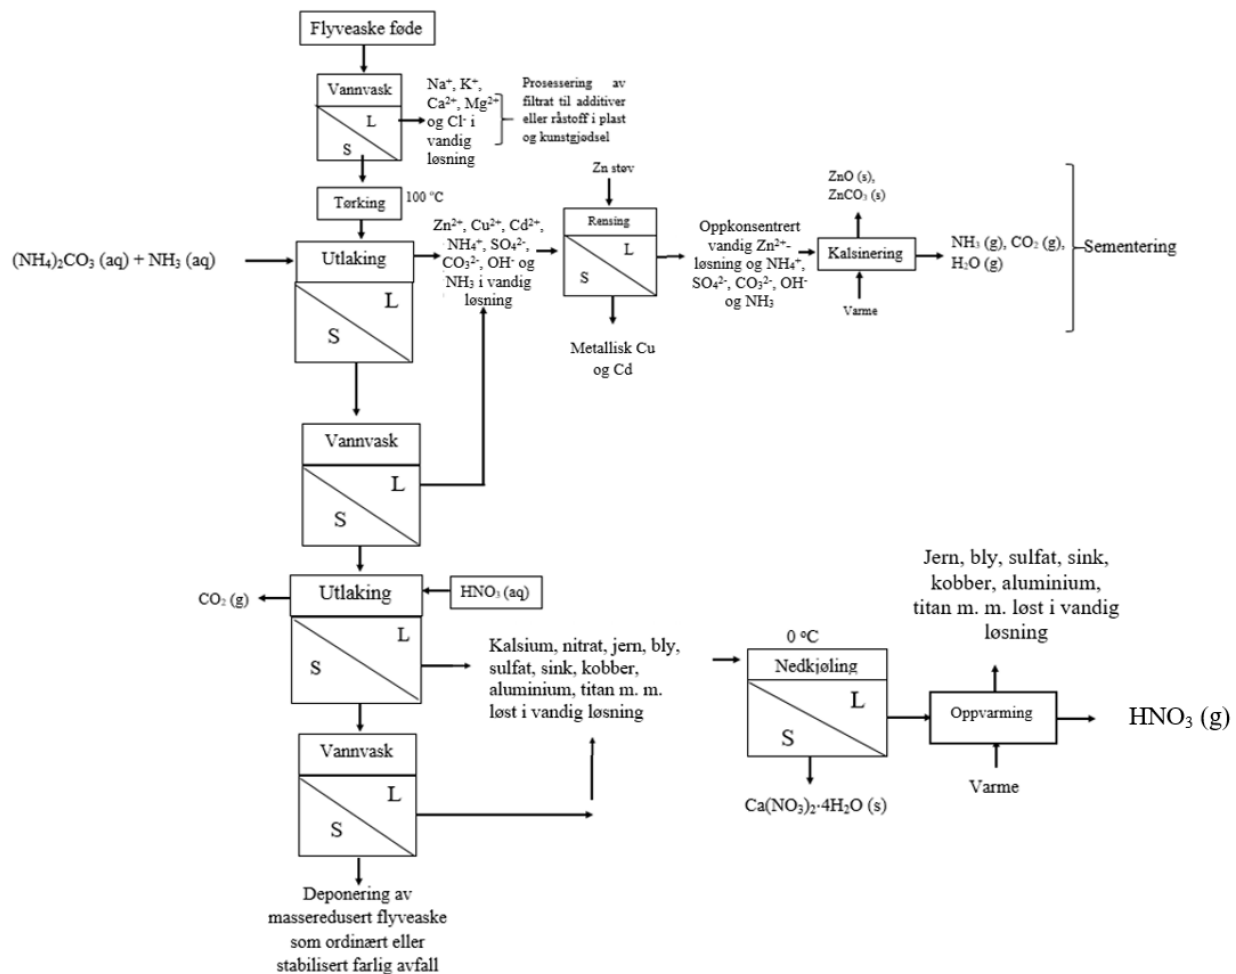 Flyveaske føde
Vannvask
L
S
Na⁺, K⁺,
Ca²⁺, Mg²⁺
og Cl⁻ i
vandig
løsning
Prosessering av
filtrat til additiver
eller råstoff i plast
og kunstgjødsel
Tørking
100 °C
(NH₄)₂CO₃ (aq) + NH₃ (aq)
Utlaking
L
S
Zn²⁺, Cu²⁺, Cd²⁺,
NH₄⁺, SO₄²⁻,
CO₃²⁻, OH⁻ og
NH₃ i vandig
løsning
Zn støv
Rensing
L
S
Metallisk Cu
og Cd
Oppkonsentrert
vandig Zn²⁺-
løsning og NH₄⁺,
SO₄²⁻, CO₃²⁻, OH⁻
og NH₃
ZnO (s),
ZnCO₃ (s)
Kalsinering
Varme
NH₃ (g), CO₂ (g),
H₂O (g)
Sementering
Vannvask
L
S
Utlaking
L
S
CO₂ (g)
HNO₃ (aq)
Kalsium, nitrat, jern, bly,
sulfat, sink, kobber,
aluminium, titan m. m.
løst i vandig løsning
0 °C
Nedkjøling
L
S
Ca(NO₃)₂·4H₂O (s)
Jern, bly, sulfat, sink,
kobber, aluminium,
titan m. m. løst i vandig
løsning
Oppvarming
Varme
HNO₃ (g)
Vannvask
L
S
Deponering av
masseredusert flyveaske
som ordinært eller
stabilisert farlig avfall